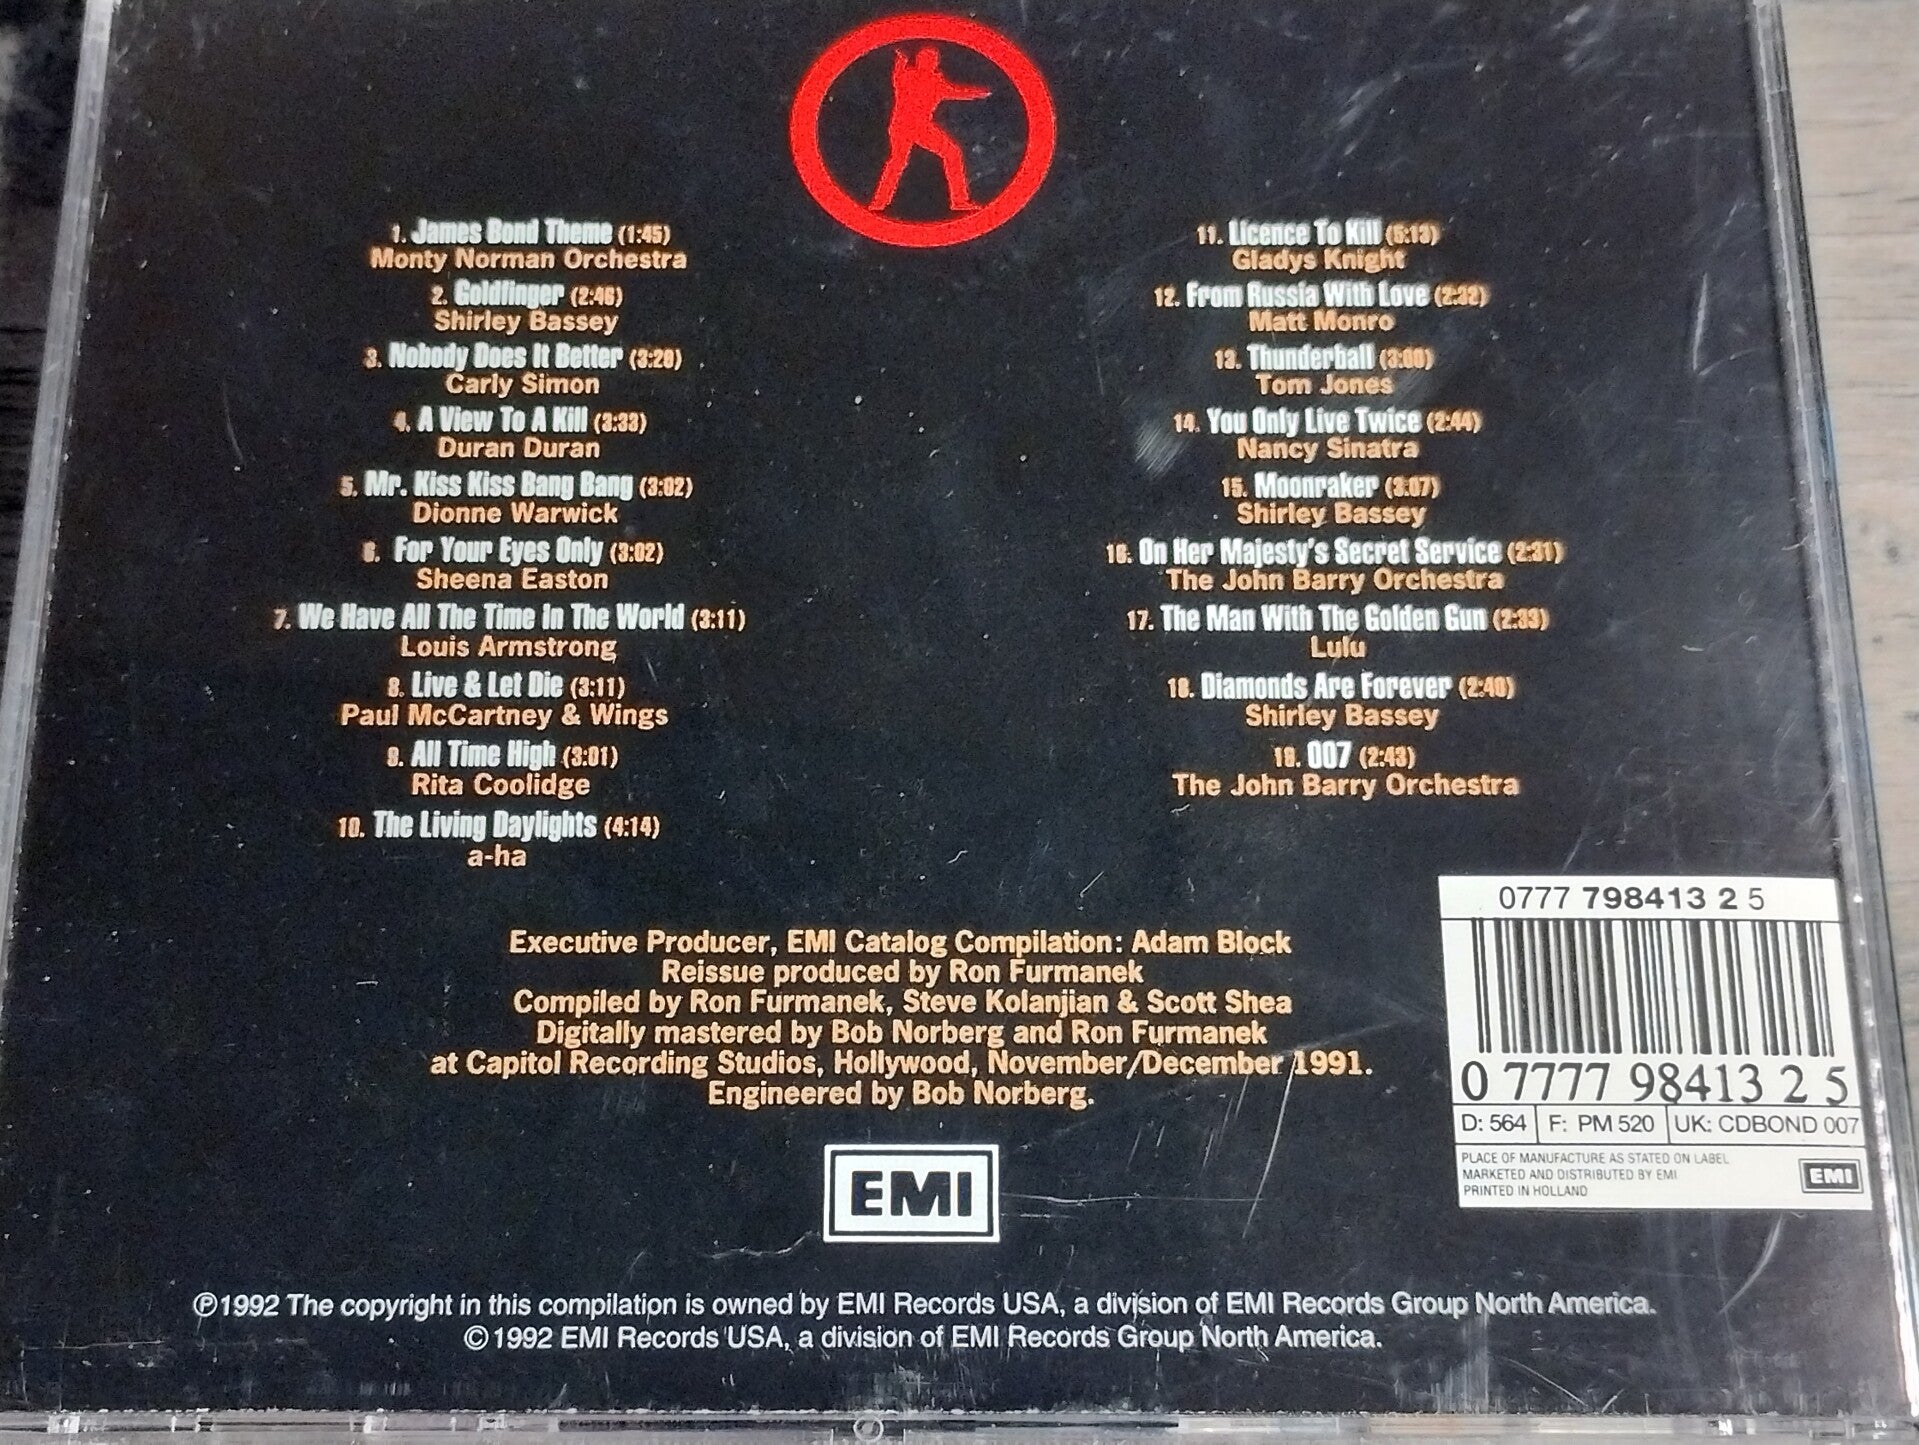 1. James Bond Theme (1:45)
Monty Norman Orchestra
2. Goldfinger (2:46)
Shirley Bassey
3. Nobody Does It Better (3:29)
Carly Simon
4. A View To A Kill (3:33)
Duran Duran
5. Mr. Kiss Kiss Bang Bang (3:02)
Dionne Warwick
6. For Your Eyes Only (3:02)
Sheena Easton
7. We Have All The Time In The World (3:11)
Louis Armstrong
8. Live & Let Die (3:11)
Paul McCartney & Wings
9. All Time High (3:01)
Rita Coolidge
10. The Living Daylights (4:14)
a-ha
11. Licence To Kill (5:13)
Gladys Knight
12. From Russia With Love (2:32)
Matt Monro
13. Thunderball (3:00)
Tom Jones
14. You Only Live Twice (2:44)
Nancy Sinatra
15. Moonraker (3:07)
Shirley Bassey
16. On Her Majesty's Secret Service (2:31)
The John Barry Orchestra
17. The Man With The Golden Gun (2:33)
Lulu
18. Diamonds Are Forever (2:40)
Shirley Bassey
19. 007 (2:43)
The John Barry Orchestra
Executive Producer, EMI Catalog Compilation: Adam Block
Reissue produced by Ron Furmanek
Compiled by Ron Furmanek, Steve Kolanjian & Scott Shea
Digitally mastered by Bob Norberg and Ron Furmanek
at Capitol Recording Studios, Hollywood, November/December 1991.
Engineered by Bob Norberg.
EMI
0777 798413 2 5
0 7777 98413 2 5
D: 564 F: PM 520 UK: CDBOND 007
PLACE OF MANUFACTURE AS STATED ON LABEL
MARKETED AND DISTRIBUTED BY EMI
PRINTED IN HOLLAND
EMI
℗1992 The copyright in this compilation is owned by EMI Records USA, a division of EMI Records Group North America.
©1992 EMI Records USA, a division of EMI Records Group North America.